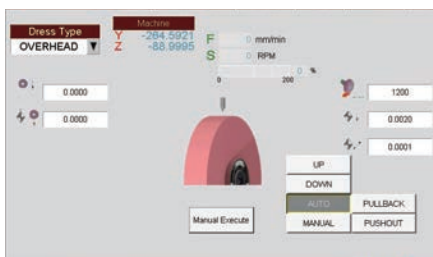 Dress Type
OVERHEAD
Machine
Y -264.5921
Z -88.9995
F 0 mm/min
S 0 RPM
0 %
0 200
0.0000
0.0000
1200
0.0020
0.0001
UP
DOWN
AUTO PULLBACK
MANUAL PUSHOUT
Manual Execute